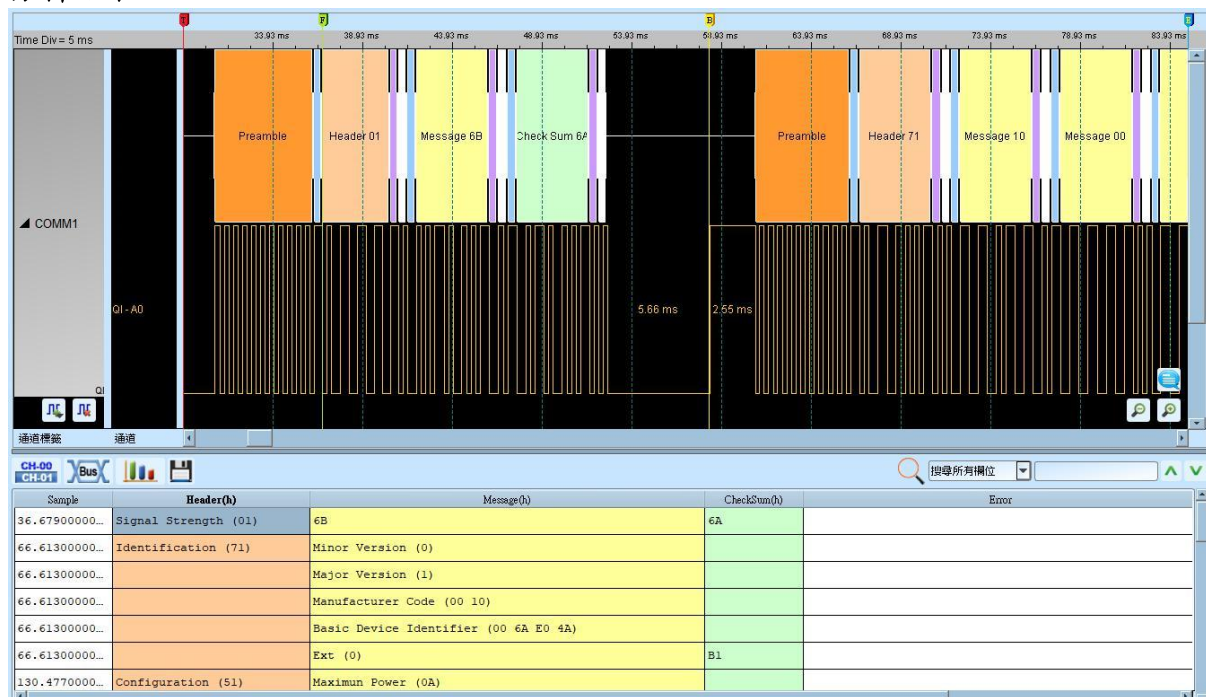 T F B E
Time Div = 5 ms 33.93 ms 38.93 ms 43.93 ms 48.93 ms 53.93 ms 58.93 ms 63.93 ms 68.93 ms 73.93 ms 78.93 ms 83.93 ms
Preamble Header 01 Message 6B Check Sum 6A Preamble Header 71 Message 10 Message 00
COMM1
QI - A0 5.66 ms 2.55 ms
QI
通道標籤 通道
CH-00
CH-01 Bus 搜尋所有欄位
Sample Header(h) Message(h) CheckSum(h) Error
36.67900000... Signal Strength (01) 6B 6A
66.61300000... Identification (71) Minor Version (0)
66.61300000... Major Version (1)
66.61300000... Manufacturer Code (00 10)
66.61300000... Basic Device Identifier (00 6A E0 4A)
66.61300000... Ext (0) B1
130.4770000... Configuration (51) Maximun Power (0A)